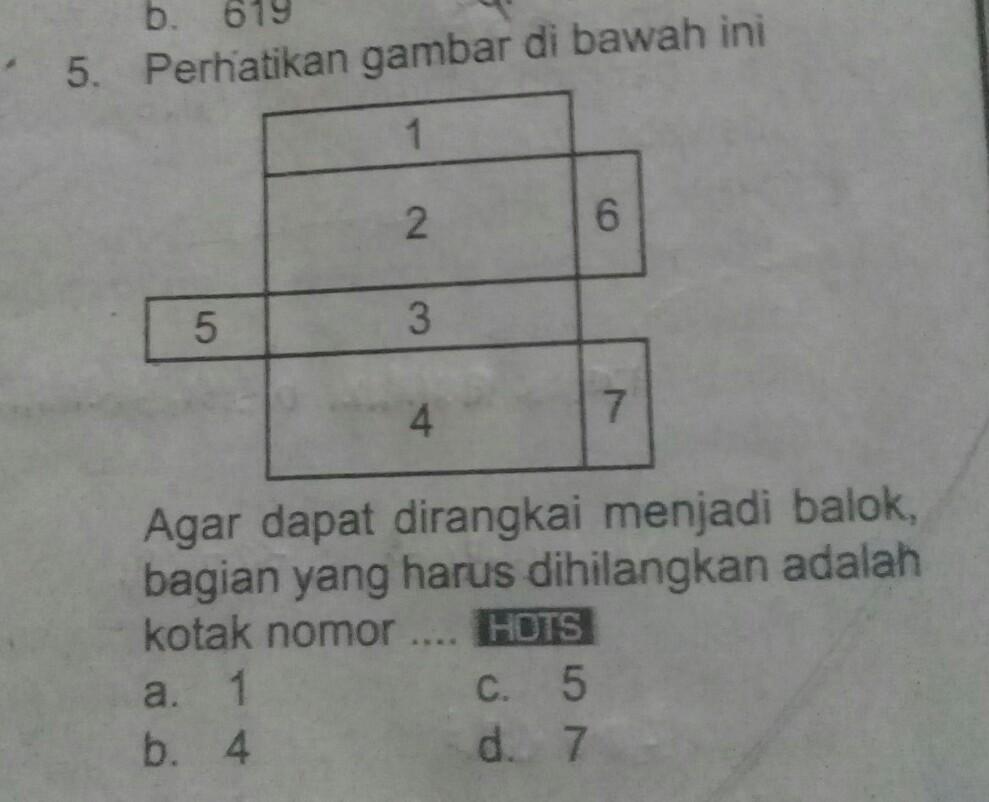 b. 619
5. Perhatikan gambar di bawah ini
1
2
6
5
3
4
7
Agar dapat dirangkai menjadi balok,
bagian yang harus dihilangkan adalah
kotak nomor .... HOTS
a. 1
c. 5
b. 4
d. 7